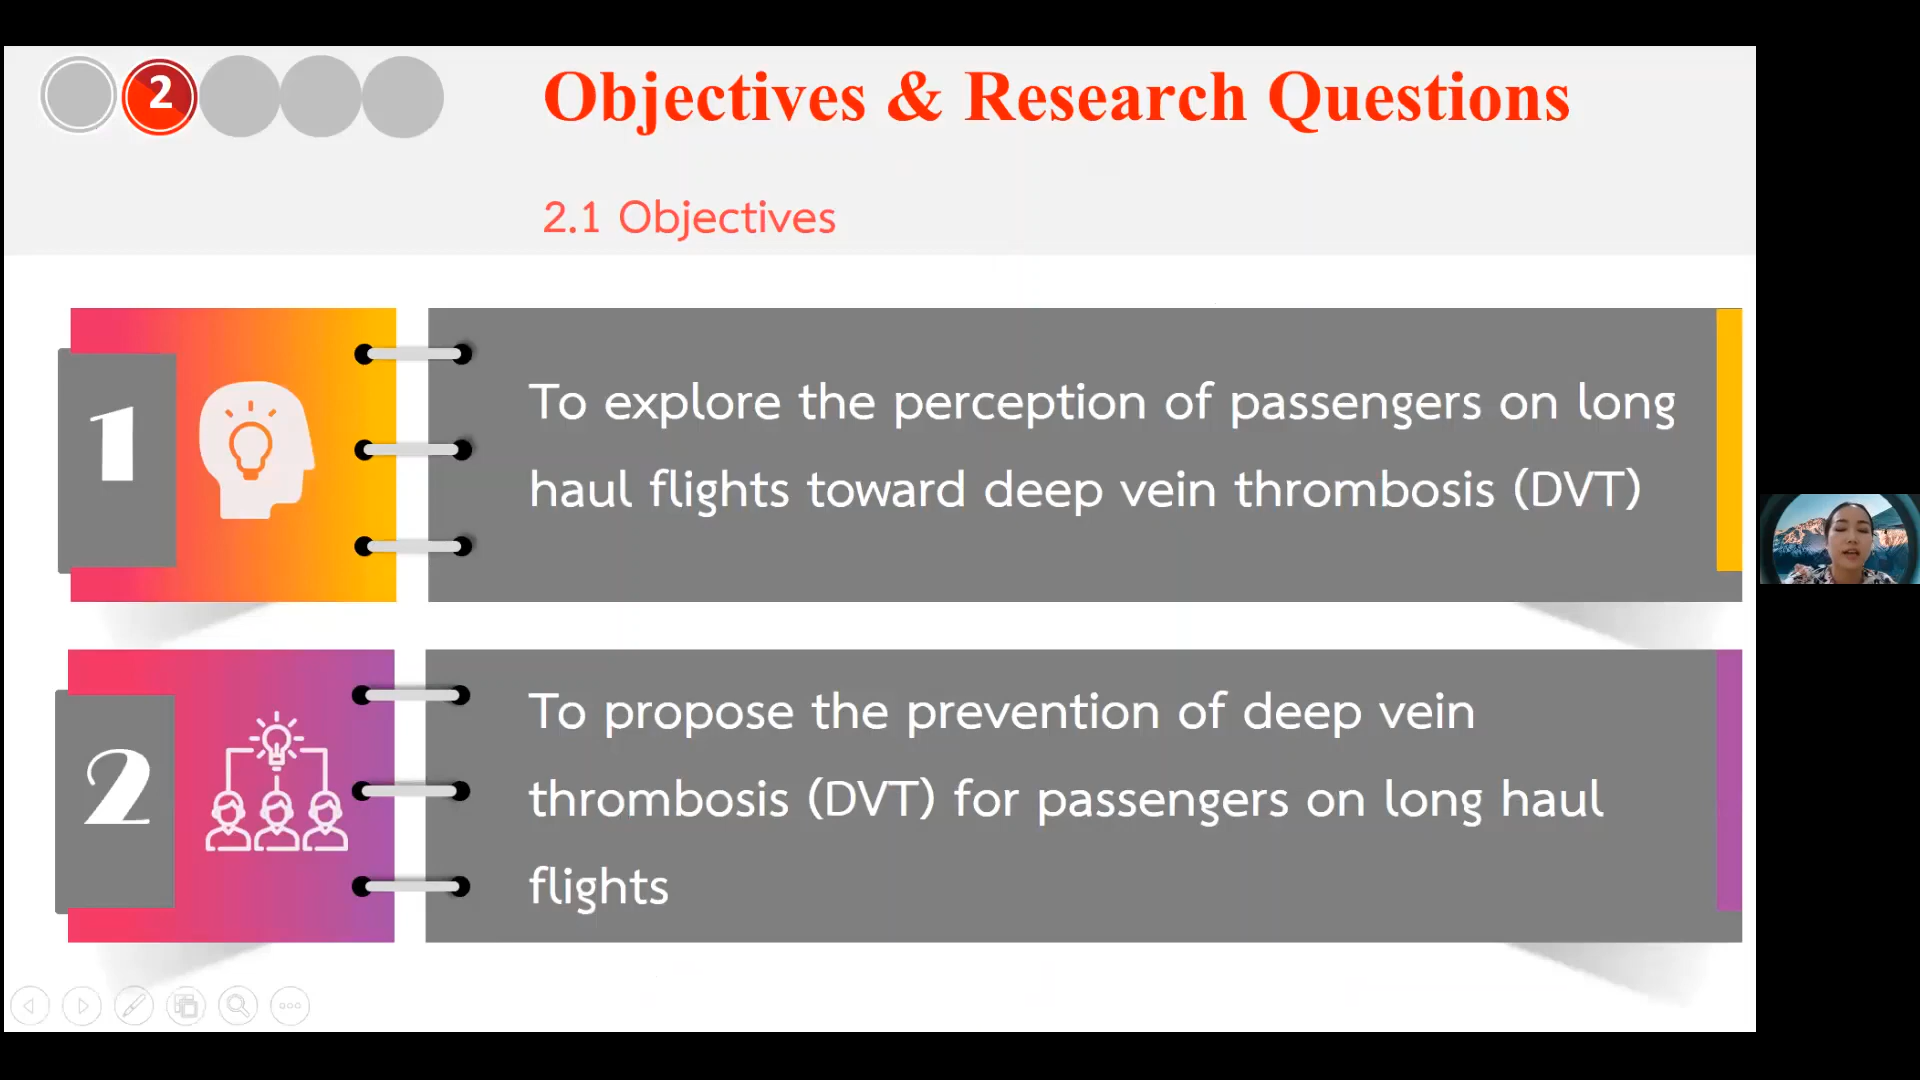 2
Objectives & Research Questions
2.1 Objectives
1
To explore the perception of passengers on long
haul flights toward deep vein thrombosis (DVT)
2
To propose the prevention of deep vein
thrombosis (DVT) for passengers on long haul
flights